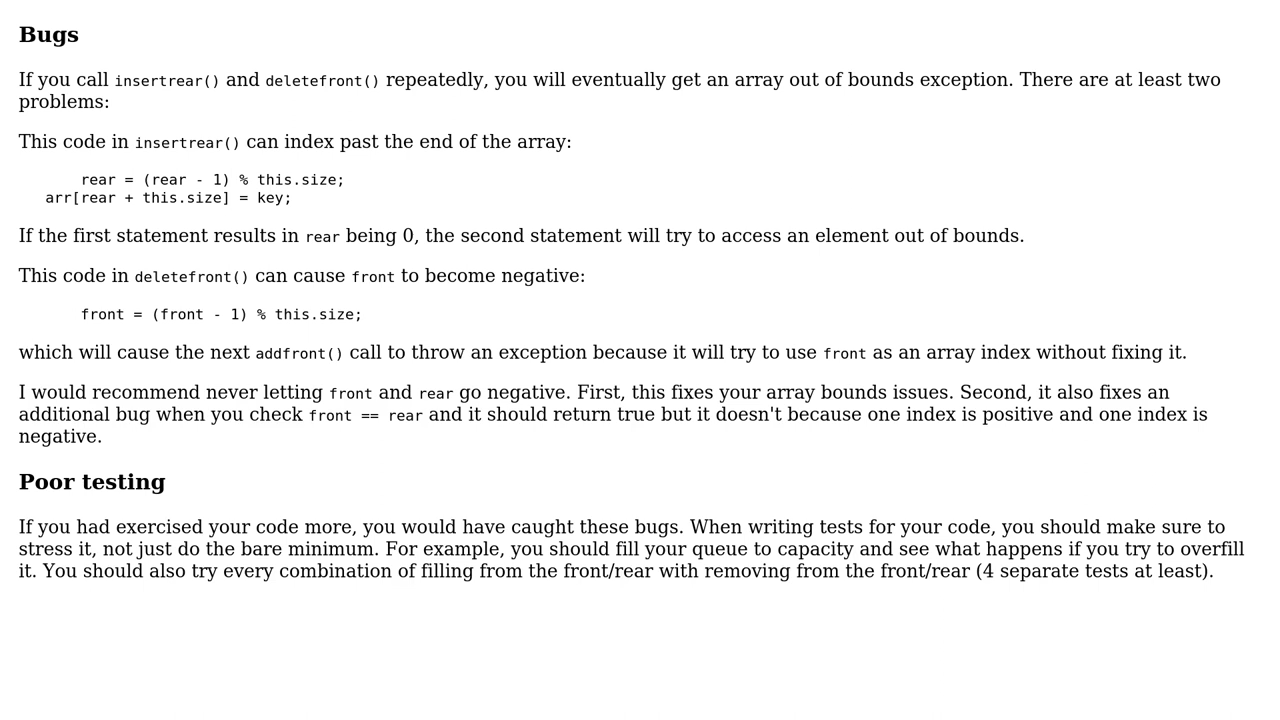 Bugs
If you call insertrear() and deletefront() repeatedly, you will eventually get an array out of bounds exception. There are at least two
problems:
This code in insertrear() can index past the end of the array:
rear = (rear - 1) % this.size;
arr[rear + this.size] = key;
If the first statement results in rear being 0, the second statement will try to access an element out of bounds.
This code in deletefront() can cause front to become negative:
front = (front - 1) % this.size;
which will cause the next addfront() call to throw an exception because it will try to use front as an array index without fixing it.
I would recommend never letting front and rear go negative. First, this fixes your array bounds issues. Second, it also fixes an
additional bug when you check front == rear and it should return true but it doesn't because one index is positive and one index is
negative.
Poor testing
If you had exercised your code more, you would have caught these bugs. When writing tests for your code, you should make sure to
stress it, not just do the bare minimum. For example, you should fill your queue to capacity and see what happens if you try to overfill
it. You should also try every combination of filling from the front/rear with removing from the front/rear (4 separate tests at least).